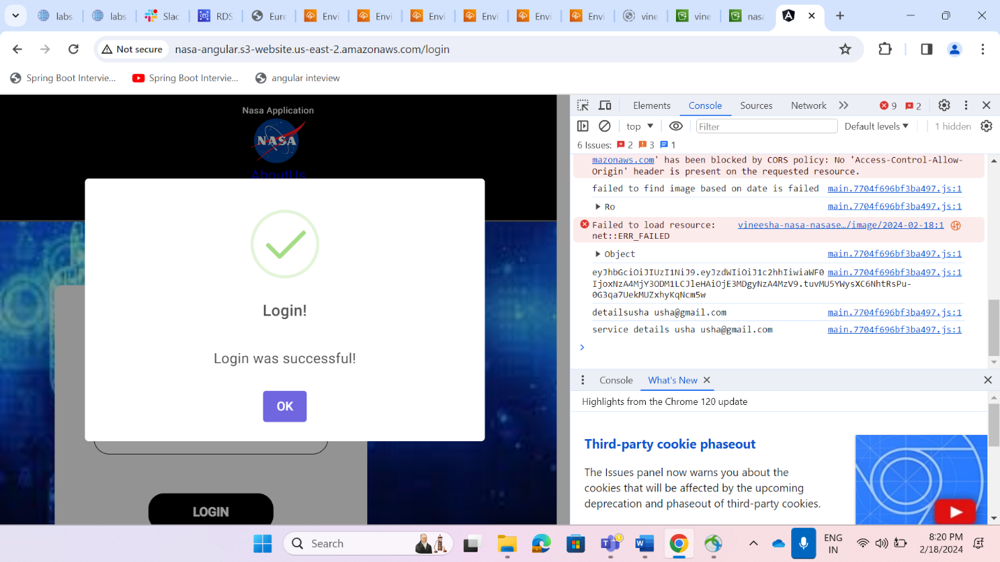 labs
labs
Slac
RDS
Eure
Envi
Envi
Envi
Envi
Envi
Envi
vine
vine
nasa
Not secure
nasa-angular.s3-website.us-east-2.amazonaws.com/login
Spring Boot Intervie...
Spring Boot Intervie...
angular inteview
Nasa Application
NASA
AboutUs
Login!
Login was successful!
OK
LOGIN
Elements
Console
Sources
Network
9
2
top
Filter
Default levels
1 hidden
6 Issues:
2
3
1
mazonaws.com' has been blocked by CORS policy: No 'Access-Control-Allow-
Origin' header is present on the requested resource.
failed to find image based on date is failed main.7704f696bf3ba497.js:1
Ro main.7704f696bf3ba497.js:1
Failed to load resource: vineesha-nasa-nasase…/image/2024-02-18:1
net::ERR_FAILED
Object main.7704f696bf3ba497.js:1
eyJhbGciOiJIUzI1NiJ9.eyJzdWIiOiJ1c2hhIiwiaWF0 main.7704f696bf3ba497.js:1
IjoxNzA4MjY3ODM1LCJleHAiOjE3MDgyNzA4MzV9.tuvMU5YWysXC6NhtRsPu-
0G3qa7UekMUZxhyKqNcm5w
detailsusha usha@gmail.com main.7704f696bf3ba497.js:1
service details usha usha@gmail.com main.7704f696bf3ba497.js:1
Console
What's New
Highlights from the Chrome 120 update
Third-party cookie phaseout
The Issues panel now warns you about the
cookies that will be affected by the upcoming
deprecation and phaseout of third-party cookies.
Search
ENG
IN
8:20 PM
2/18/2024